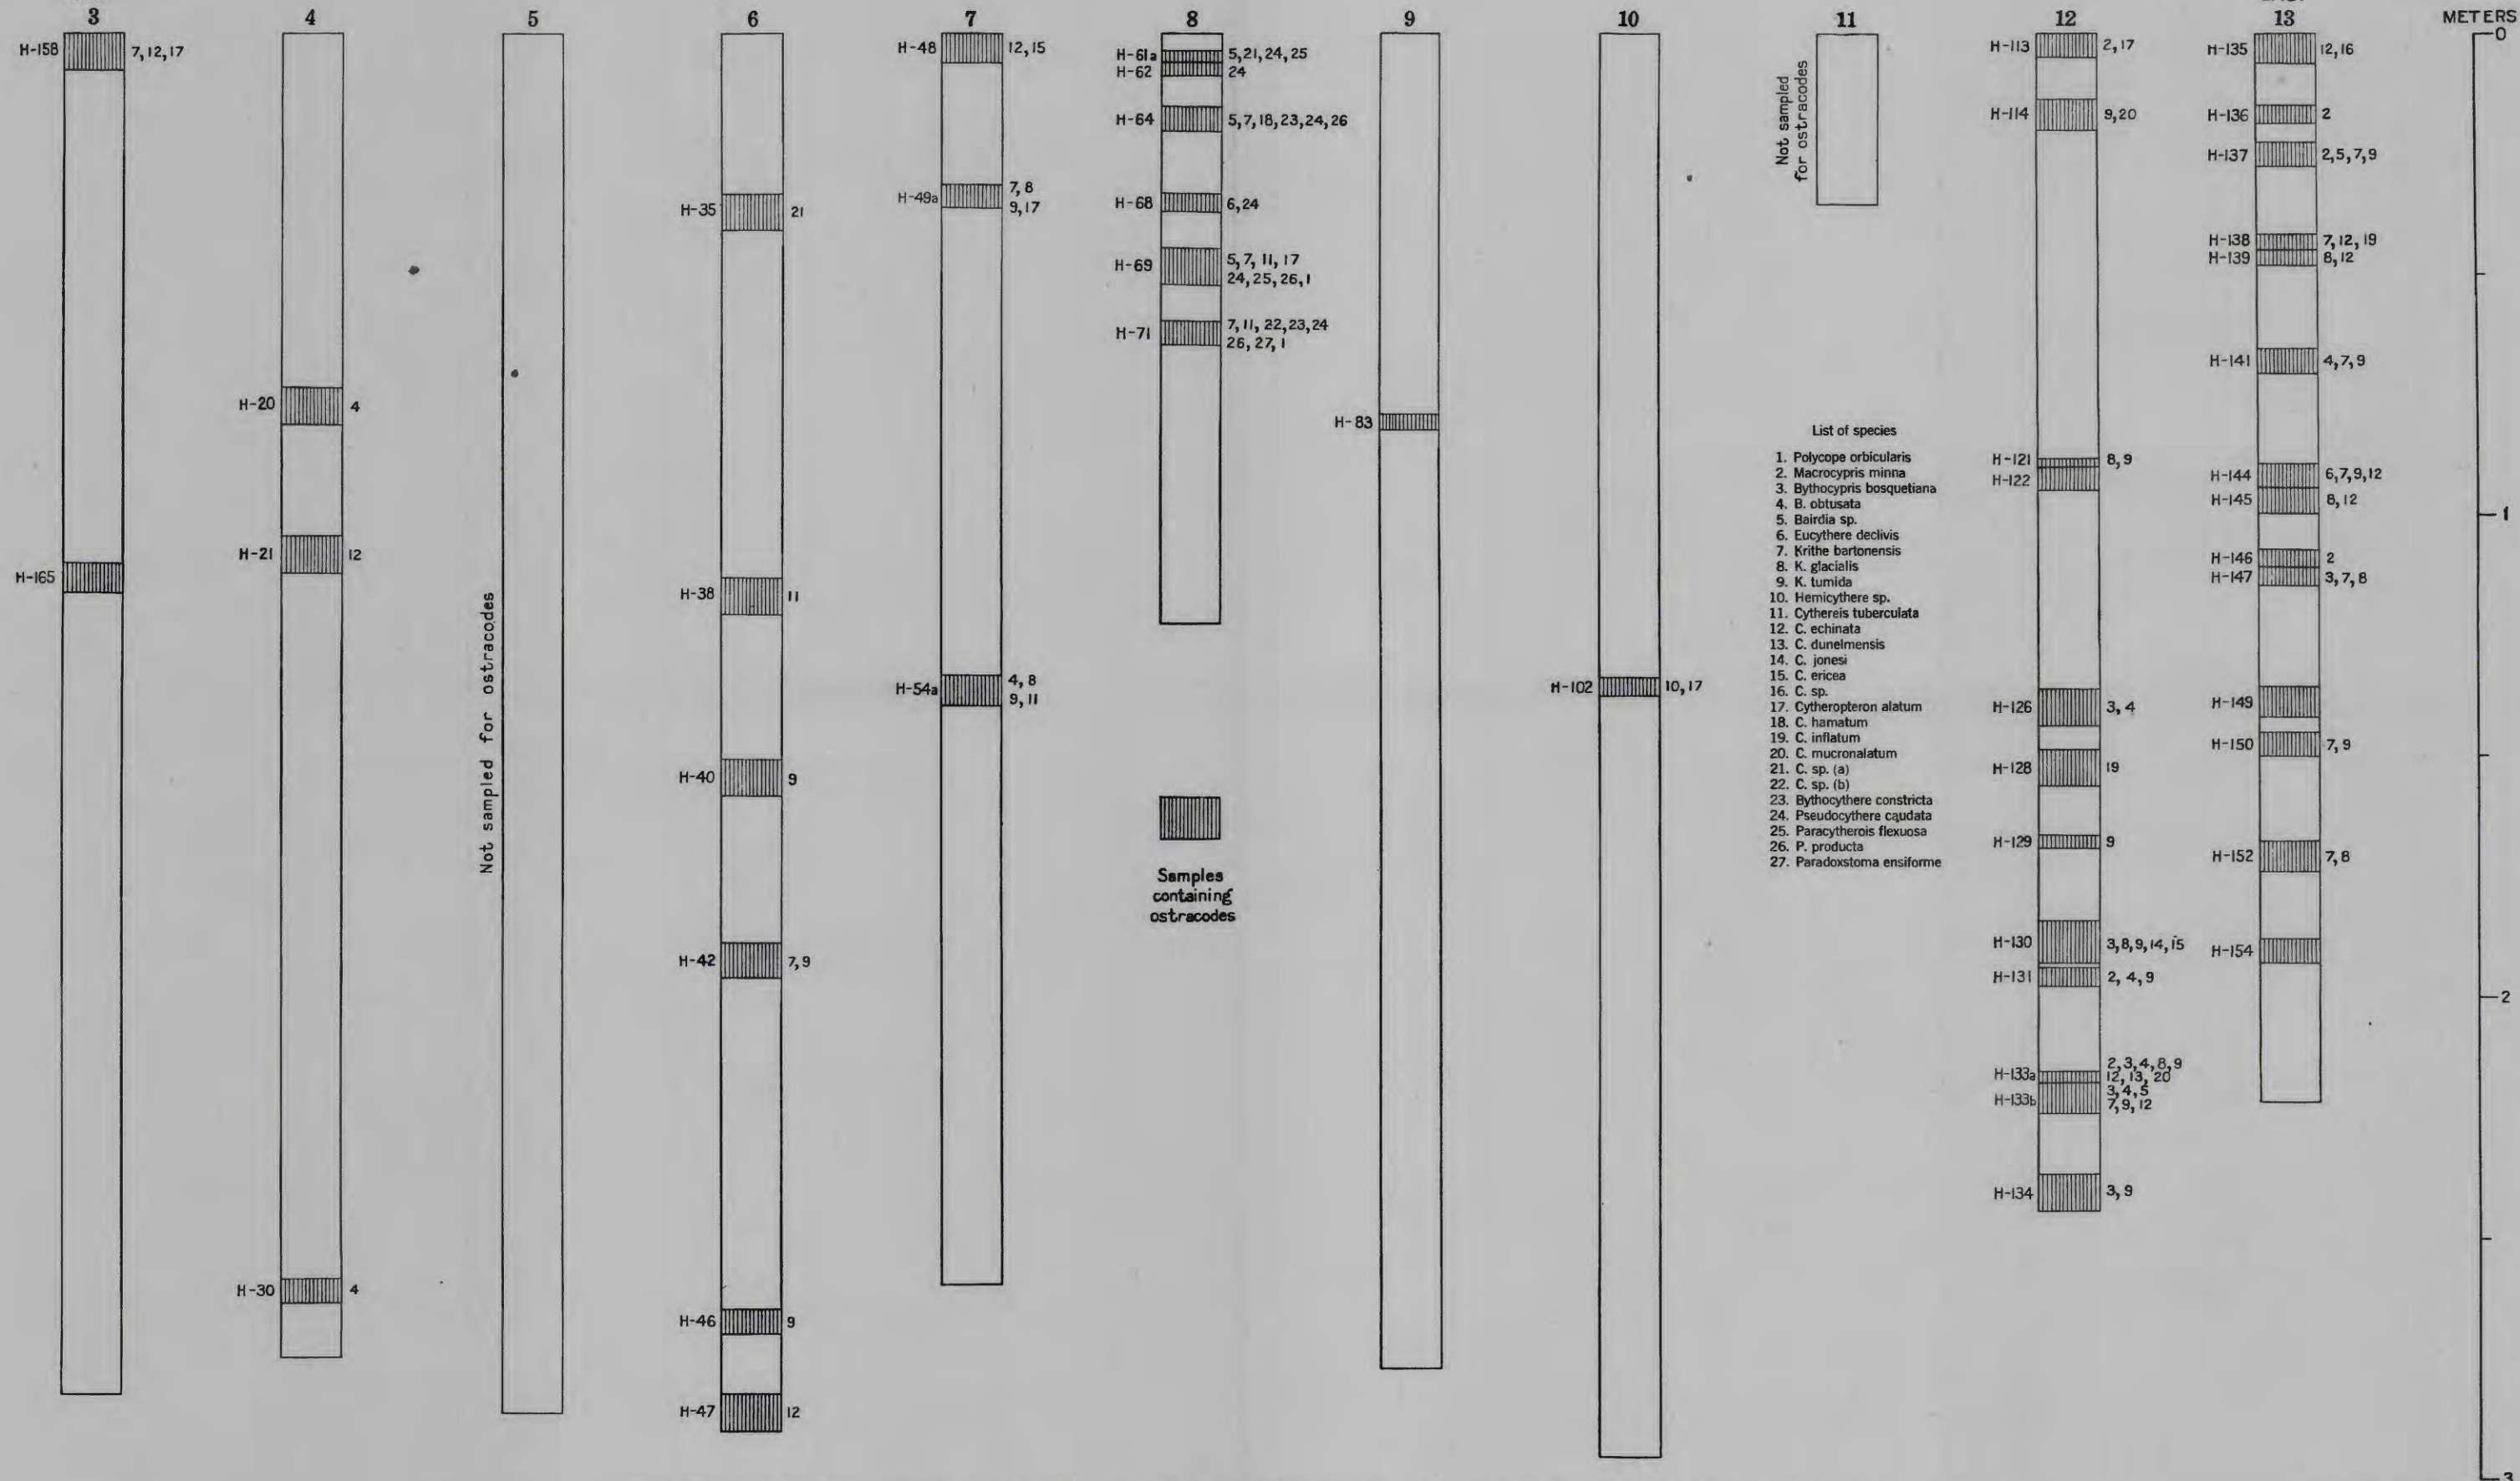 3
4
5
6
7
8
9
10
11
12
13
METERS
H-158
7, 12, 17
H-165
H-20
4
H-21
12
H-30
4
Not sampled for ostracodes
H-35
21
H-38
11
H-40
9
H-42
7, 9
H-46
9
H-47
12
H-48
12, 15
H-49a
7, 8
9, 17
H-54a
4, 8
9, 11
H-61a
5, 21, 24, 25
H-62
24
H-64
5, 7, 18, 23, 24, 26
H-68
6, 24
H-69
5, 7, 11, 17
24, 25, 26, 1
H-71
7, 11, 22, 23, 24
26, 27, 1
Samples
containing
ostracodes
H-83
H-102
10, 17
Not sampled
for ostracodes
List of species
1. Polycope orbicularis
2. Macrocypris minna
3. Bythocypris bosquetiana
4. B. obtusata
5. Bairdia sp.
6. Eucythere declivis
7. Krithe bartonensis
8. K. glacialis
9. K. tumida
10. Hemicythere sp.
11. Cythereis tuberculata
12. C. echinata
13. C. dunelmensis
14. C. jonesi
15. C. ericea
16. C. sp.
17. Cytheropteron alatum
18. C. hamatum
19. C. inflatum
20. C. mucronalatum
21. C. sp. (a)
22. C. sp. (b)
23. Bythocythere constricta
24. Pseudocythere caudata
25. Paracytherois flexuosa
26. P. producta
27. Paradoxstoma ensiforme
H-113
2, 17
H-114
9, 20
H-121
8, 9
H-122
H-126
3, 4
H-128
19
H-129
9
H-130
3, 8, 9, 14, 15
H-131
2, 4, 9
H-133a
2, 3, 4, 8, 9
12, 13, 20
H-133b
3, 4, 5
7, 9, 12
H-134
3, 9
H-135
12, 16
H-136
2
H-137
2, 5, 7, 9
H-138
7, 12, 19
H-139
8, 12
H-141
4, 7, 9
H-144
6, 7, 9, 12
H-145
8, 12
H-146
2
H-147
3, 7, 8
H-149
H-150
7, 9
H-152
7, 8
H-154
0
1
2
3